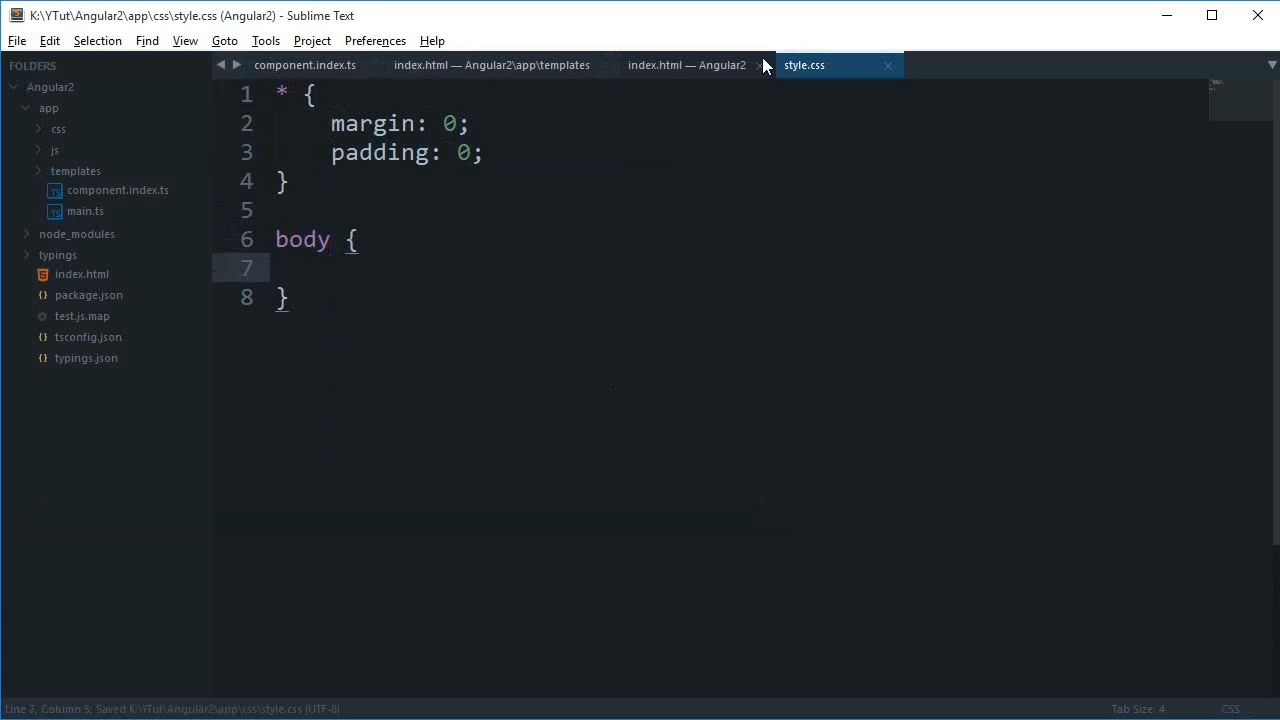 K:\YTut\Angular2\app\css\style.css (Angular2) - Sublime Text
File Edit Selection Find View Goto Tools Project Preferences Help
FOLDERS
Angular2
app
css
js
templates
component.index.ts
main.ts
node_modules
typings
index.html
package.json
test.js.map
tsconfig.json
typings.json
component.index.ts index.html — Angular2\app\templates index.html — Angular2 style.css
1 * {
2 margin: 0;
3 padding: 0;
4 }
5
6 body {
7
8 }
Line 7, Column 5; Saved K:\YTut\Angular2\app\css\style.css (UTF-8) Tab Size: 4 CSS